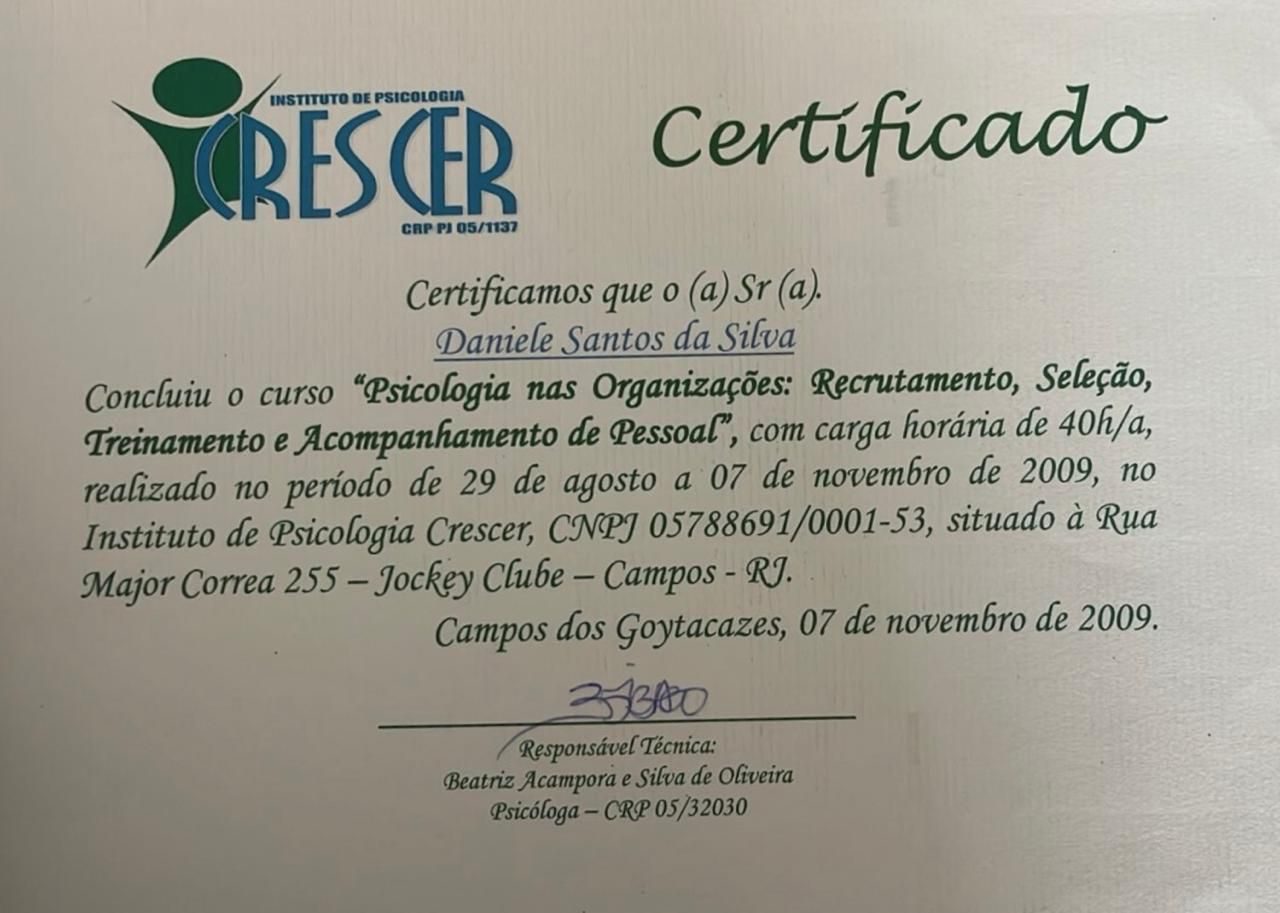 INSTITUTO DE PSICOLOGIA
CRESCER
CRP PJ 05/1137
Certificado
Certificamos que o (a) Sr (a).
Daniele Santos da Silva
Concluiu o curso “Psicologia nas Organizações: Recrutamento, Seleção,
Treinamento e Acompanhamento de Pessoal”, com carga horária de 40h/a,
realizado no período de 29 de agosto a 07 de novembro de 2009, no
Instituto de Psicologia Crescer, CNPJ 05788691/0001-53, situado à Rua
Major Correa 255 – Jockey Clube – Campos - RJ.
Campos dos Goytacazes, 07 de novembro de 2009.
Responsável Técnica:
Beatriz Acampora e Silva de Oliveira
Psicóloga – CRP 05/32030